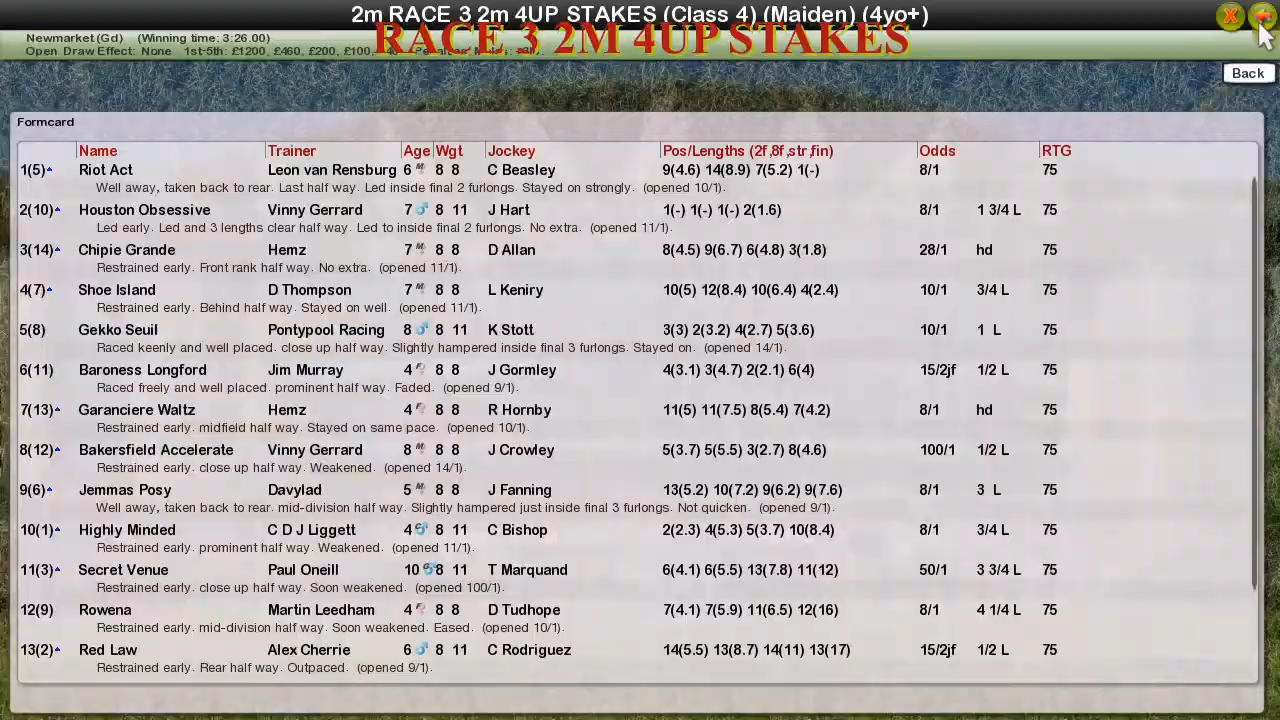 2m RACE 3 2m 4UP STAKES (Class 4) (Maiden) (4yo+)
RACE 3 2M 4UP STAKES
Newmarket (Gd) (Winning time: 3:26.00)
Open Draw Effect: None 1st-5th: £1200, £460, £200, £100,
Back
Formcard
Name Trainer Age Wgt Jockey Pos/Lengths (2f,8f,str,fin) Odds RTG
1(5) Riot Act Leon van Rensburg 6 8 8 C Beasley 9(4.6) 14(8.9) 7(5.2) 1(-) 8/1 75
Well away, taken back to rear. Last half way. Led inside final 2 furlongs. Stayed on strongly. (opened 10/1).
2(10) Houston Obsessive Vinny Gerrard 7 8 11 J Hart 1(-) 1(-) 1(-) 2(1.6) 8/1 1 3/4 L 75
Led early. Led and 3 lengths clear half way. Led to inside final 2 furlongs. No extra. (opened 11/1).
3(14) Chipie Grande Hemz 7 8 8 D Allan 8(4.5) 9(6.7) 6(4.8) 3(1.8) 28/1 hd 75
Restrained early. Front rank half way. No extra. (opened 11/1).
4(7) Shoe Island D Thompson 7 8 8 L Keniry 10(5) 12(8.4) 10(6.4) 4(2.4) 10/1 3/4 L 75
Restrained early. Behind half way. Stayed on well. (opened 11/1).
5(8) Gekko Seuil Pontypool Racing 8 8 11 K Stott 3(3) 2(3.2) 4(2.7) 5(3.6) 10/1 1 L 75
Raced keenly and well placed. close up half way. Slightly hampered inside final 3 furlongs. Stayed on. (opened 14/1).
6(11) Baroness Longford Jim Murray 4 8 8 J Gormley 4(3.1) 3(4.7) 2(2.1) 6(4) 15/2jf 1/2 L 75
Raced freely and well placed. prominent half way. Faded. (opened 9/1).
7(13) Garanciere Waltz Hemz 4 8 8 R Hornby 11(5) 11(7.5) 8(5.4) 7(4.2) 8/1 hd 75
Restrained early. midfield half way. Stayed on same pace. (opened 10/1).
8(12) Bakersfield Accelerate Vinny Gerrard 8 8 8 J Crowley 5(3.7) 5(5.5) 3(2.7) 8(4.6) 100/1 1/2 L 75
Restrained early. close up half way. Weakened. (opened 14/1).
9(6) Jemmas Posy Davylad 5 8 8 J Fanning 13(5.2) 10(7.2) 9(6.2) 9(7.6) 8/1 3 L 75
Well away, taken back to rear. mid-division half way. Slightly hampered just inside final 3 furlongs. Not quicken. (opened 9/1).
10(1) Highly Minded C D J Liggett 4 8 11 C Bishop 2(2.3) 4(5.3) 5(3.7) 10(8.4) 8/1 3/4 L 75
Restrained early. prominent half way. Weakened. (opened 11/1).
11(3) Secret Venue Paul Oneill 10 8 11 T Marquand 6(4.1) 6(5.5) 13(7.8) 11(12) 50/1 3 3/4 L 75
Restrained early. close up half way. Soon weakened. (opened 100/1).
12(9) Rowena Martin Leedham 4 8 8 D Tudhope 7(4.1) 7(5.9) 11(6.5) 12(16) 8/1 4 1/4 L 75
Restrained early. mid-division half way. Soon weakened. Eased. (opened 10/1).
13(2) Red Law Alex Cherrie 6 8 11 C Rodriguez 14(5.5) 13(8.7) 14(11) 13(17) 15/2jf 1/2 L 75
Restrained early. Rear half way. Outpaced. (opened 9/1).